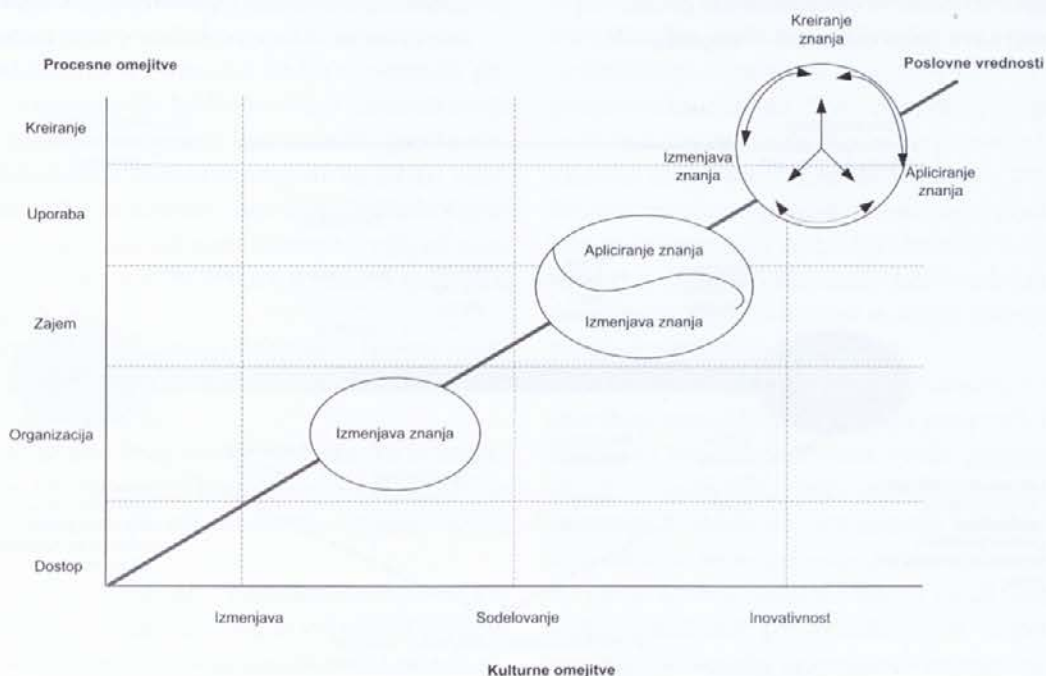 Kreiranje
znanja
Procesne omejitve
Poslovne vrednosti
Kreiranje
Izmenjava
znanja
Apliciranje
znanja
Uporaba
Apliciranje znanja
Izmenjava znanja
Zajem
Izmenjava znanja
Organizacija
Dostop
Izmenjava
Sodelovanje
Inovativnost
Kulturne omejitve